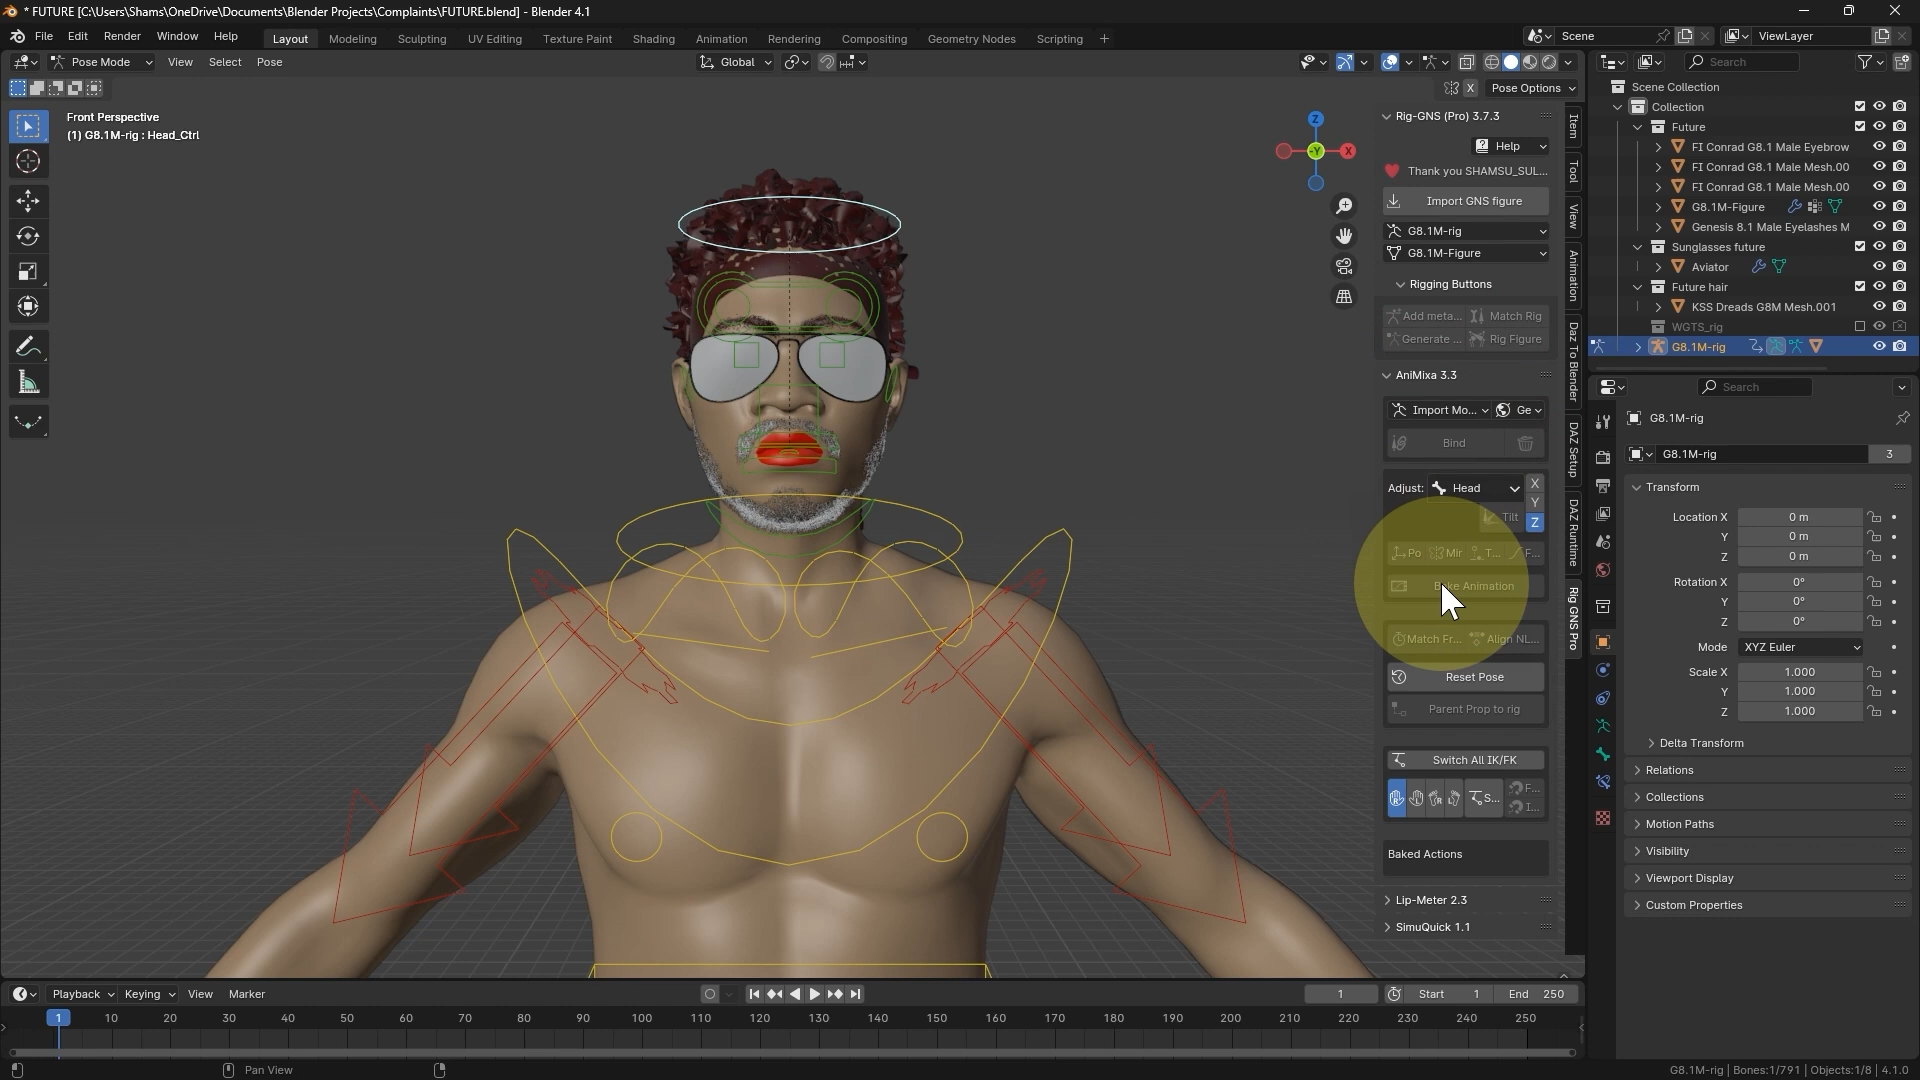 * FUTURE [C:\Users\Shams\OneDrive\Documents\Blender Projects\Complaints\FUTURE.blend] - Blender 4.1
File Edit Render Window Help
Layout Modeling Sculpting UV Editing Texture Paint Shading Animation Rendering Compositing Geometry Nodes Scripting +
Scene
ViewLayer
Pose Mode View Select Pose
Global
Search
X Pose Options
Front Perspective
(1) G8.1M-rig : Head_Ctrl
Z
X
-Y
Rig-GNS (Pro) 3.7.3
Help
Thank you SHAMSU_SUL...
Import GNS figure
G8.1M-rig
G8.1M-Figure
Rigging Buttons
Add meta... Match Rig
Generate ... Rig Figure
AniMixa 3.3
Import Mo... Ge
Bind
Adjust: Head
X
Y
Tilt Z
Po Mir T... F...
Bake Animation
Match Fr... Align NL...
Reset Pose
Parent Prop to rig
Switch All IK/FK
S... F...
I...
Baked Actions
Lip-Meter 2.3
SimuQuick 1.1
Item
Tool
View
Animation
Daz To Blender
DAZ Setup
DAZ Runtime
Rig GNS Pro
Scene Collection
Collection
Future
FI Conrad G8.1 Male Eyebrow
FI Conrad G8.1 Male Mesh.00
FI Conrad G8.1 Male Mesh.00
G8.1M-Figure
Genesis 8.1 Male Eyelashes M
Sunglasses future
Aviator
Future hair
KSS Dreads G8M Mesh.001
WGTS_rig
G8.1M-rig
Search
G8.1M-rig
G8.1M-rig 3
Transform
Location X 0 m
Y 0 m
Z 0 m
Rotation X 0°
Y 0°
Z 0°
Mode XYZ Euler
Scale X 1.000
Y 1.000
Z 1.000
Delta Transform
Relations
Collections
Motion Paths
Visibility
Viewport Display
Custom Properties
Playback Keying View Marker
1 Start 1 End 250
1 10 20 30 40 50 60 70 80 90 100 110 120 130 140 150 160 170 180 190 200 210 220 230 240 250
Pan View
G8.1M-rig | Bones:1/791 | Objects:1/8 | 4.1.0